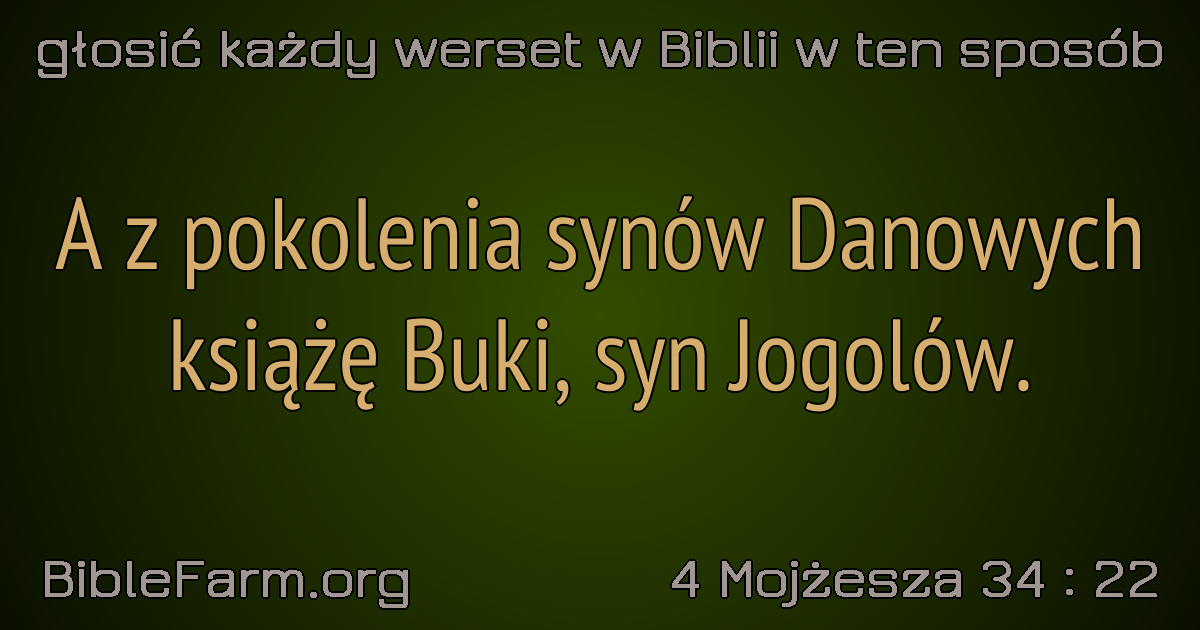 głosić każdy werset w Biblii w ten sposób
A z pokolenia synów Danowych
książę Buki, syn Jogolów.
BibleFarm.org
4 Mojżesza 34 : 22